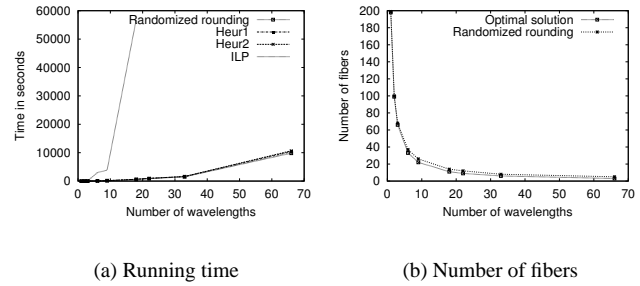 Randomized rounding
Heur1
Heur2
ILP
Time in seconds
60000
50000
40000
30000
20000
10000
0
0 10 20 30 40 50 60 70
Number of wavelengths
(a) Running time
Optimal solution
Randomized rounding
Number of fibers
200
180
160
140
120
100
80
60
40
20
0
0 10 20 30 40 50 60 70
Number of wavelengths
(b) Number of fibers